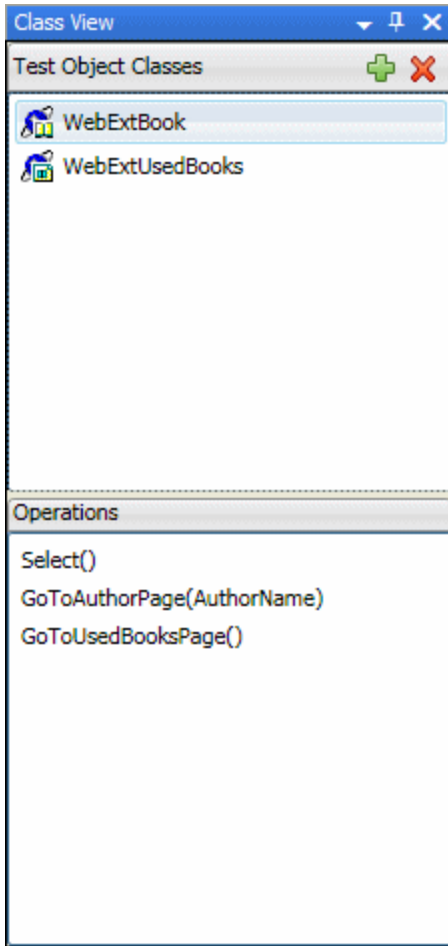 Class View
Test Object Classes
WebExtBook
WebExtUsedBooks
Operations
Select()
GoToAuthorPage(AuthorName)
GoToUsedBooksPage()